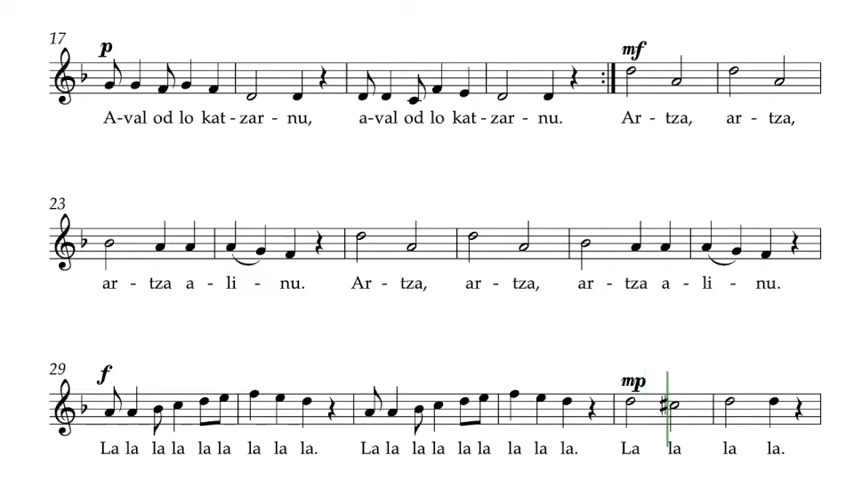 17 p mf
A-val od lo kat-zar-nu, a-val od lo kat-zar-nu. Ar-tza, ar-tza,
23
ar-tza a-li-nu. Ar-tza, ar-tza, ar-tza a-li-nu.
29 f mp
La la la la la la la la la. La la la la la la la la la. La la la la.